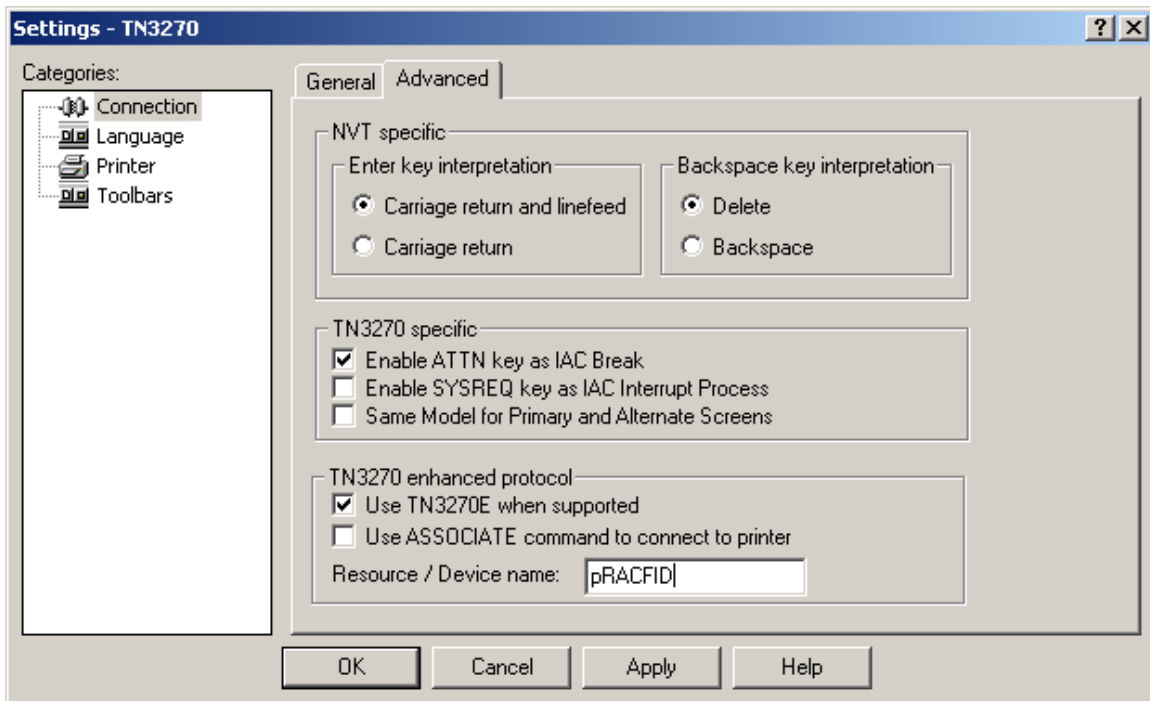 Settings - TN3270
Categories:
Connection
Language
Printer
Toolbars
General Advanced
NVT specific
Enter key interpretation
Carriage return and linefeed
Carriage return
Backspace key interpretation
Delete
Backspace
TN3270 specific
Enable ATTN key as IAC Break
Enable SYSREQ key as IAC Interrupt Process
Same Model for Primary and Alternate Screens
TN3270 enhanced protocol
Use TN3270E when supported
Use ASSOCIATE command to connect to printer
Resource / Device name: pRACFID
OK Cancel Apply Help